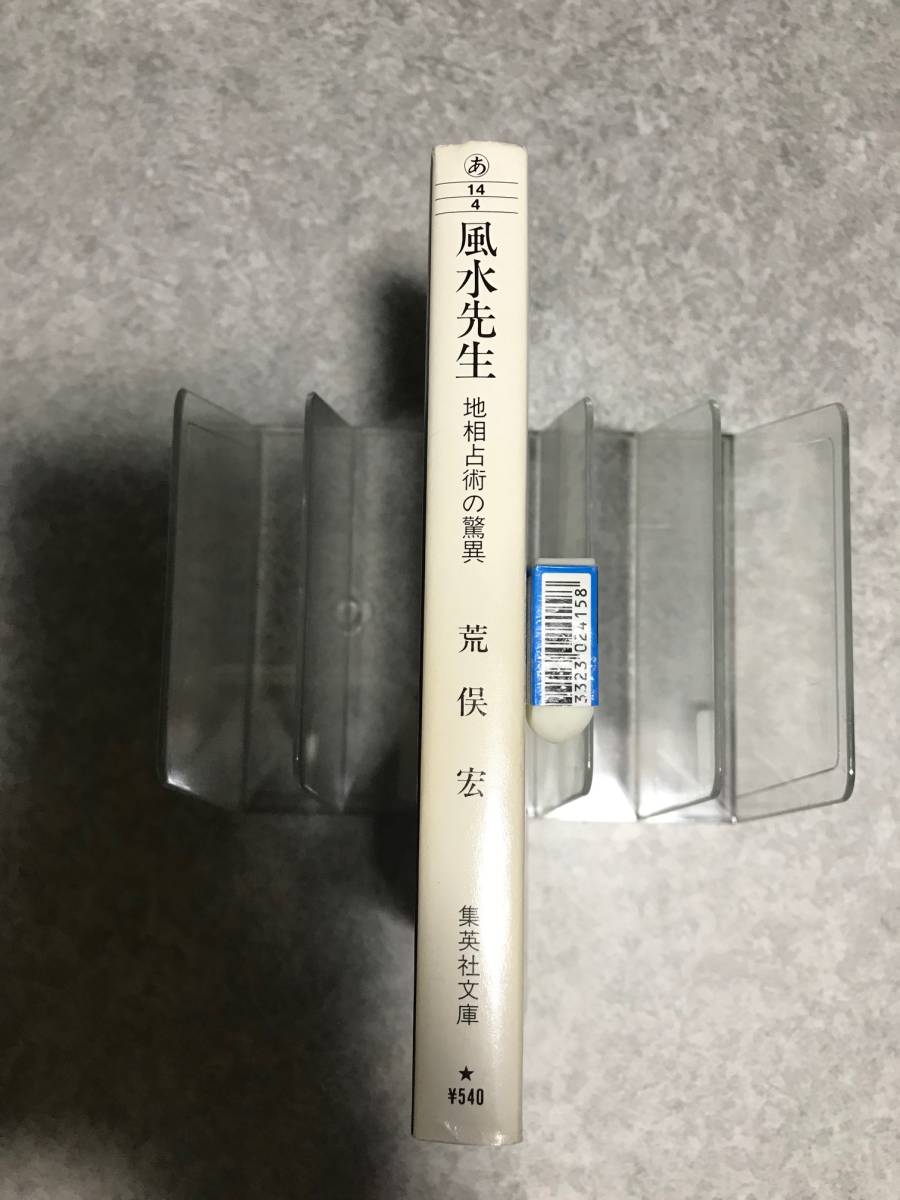 あ
14
4
風水先生
地相占術の驚異
荒俣宏
集英社文庫
★
¥540
3323 024158